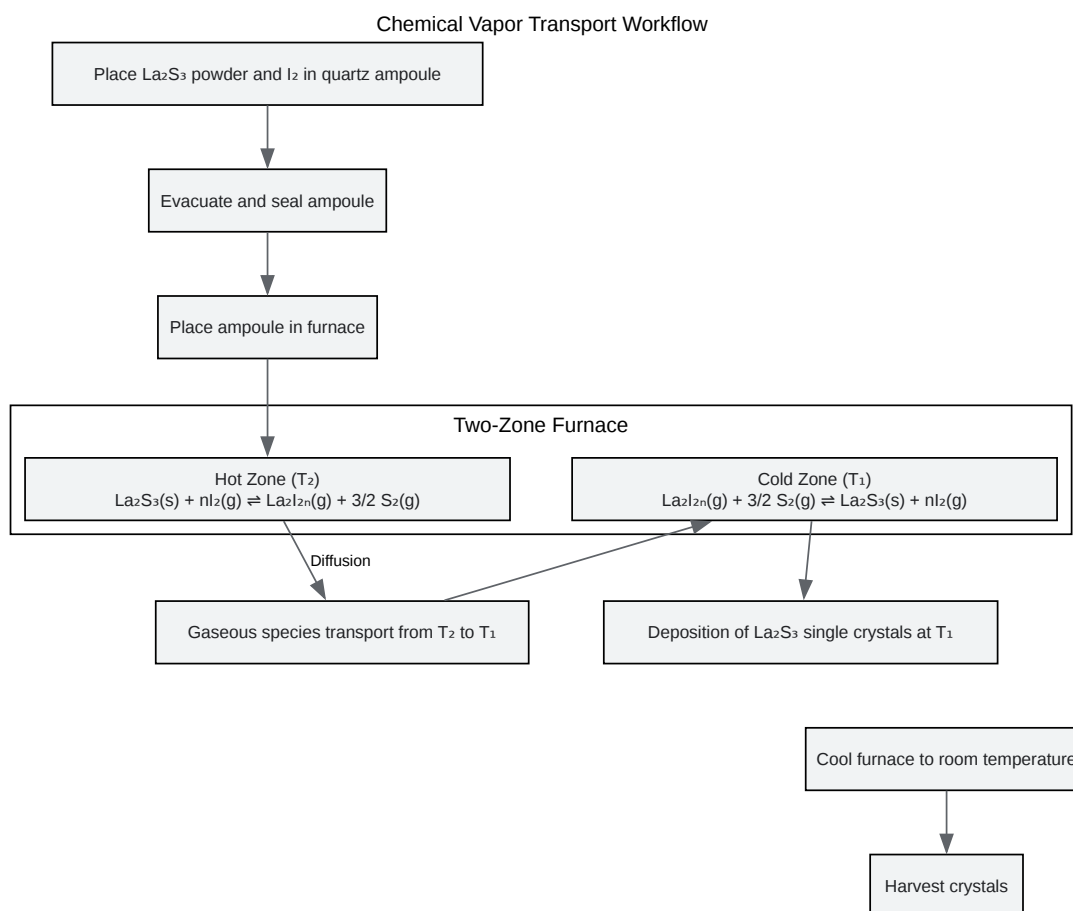 Chemical Vapor Transport Workflow
Place La₂S₃ powder and I₂ in quartz ampoule
Evacuate and seal ampoule
Place ampoule in furnace
Two-Zone Furnace
Hot Zone (T₂)
La₂S₃(s) + nI₂(g) ⇌ La₂I₂ₙ(g) + 3/2 S₂(g)
Cold Zone (T₁)
La₂I₂ₙ(g) + 3/2 S₂(g) ⇌ La₂S₃(s) + nI₂(g)
Diffusion
Gaseous species transport from T₂ to T₁
Deposition of La₂S₃ single crystals at T₁
Cool furnace to room temperature
Harvest crystals